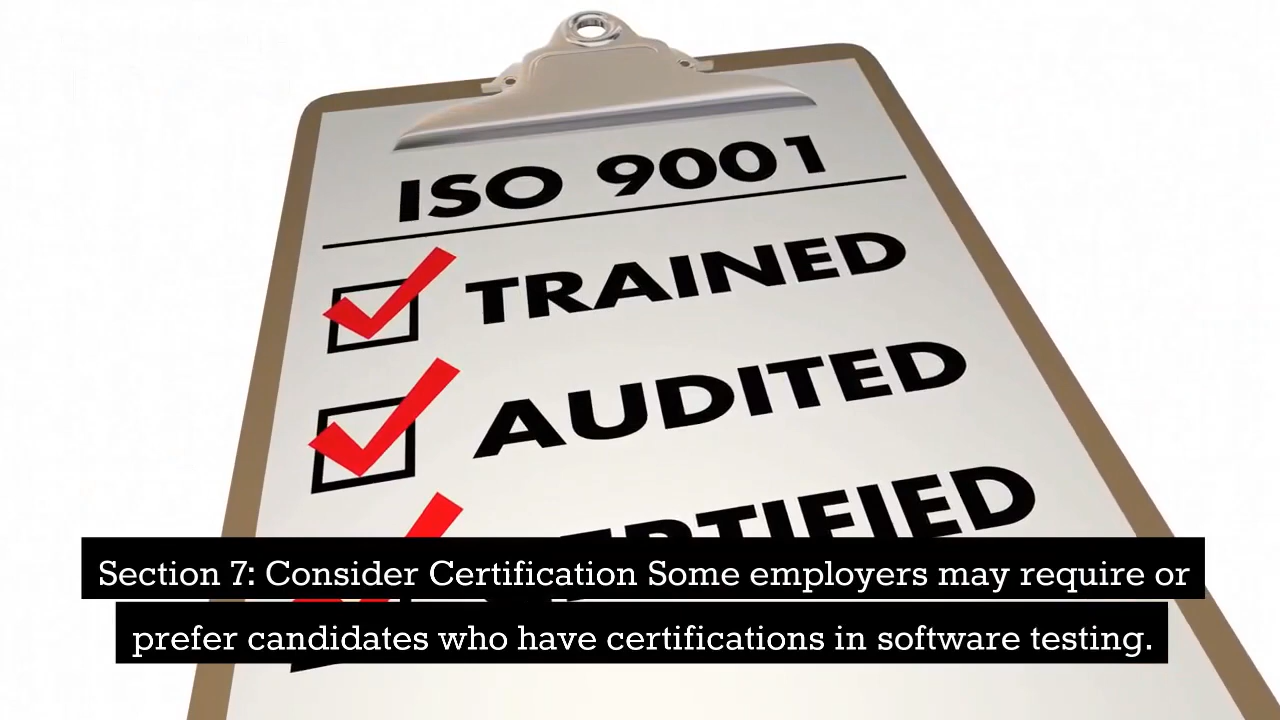 ISO 9001
TRAINED
AUDITED
Section 7: Consider Certification Some employers may require or
prefer candidates who have certifications in software testing.